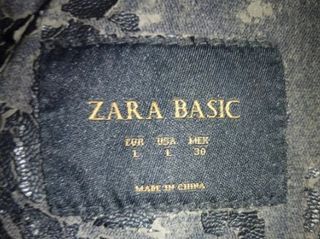 ZARA BASIC
EUR USA MEX
L L 30
MADE IN CHINA